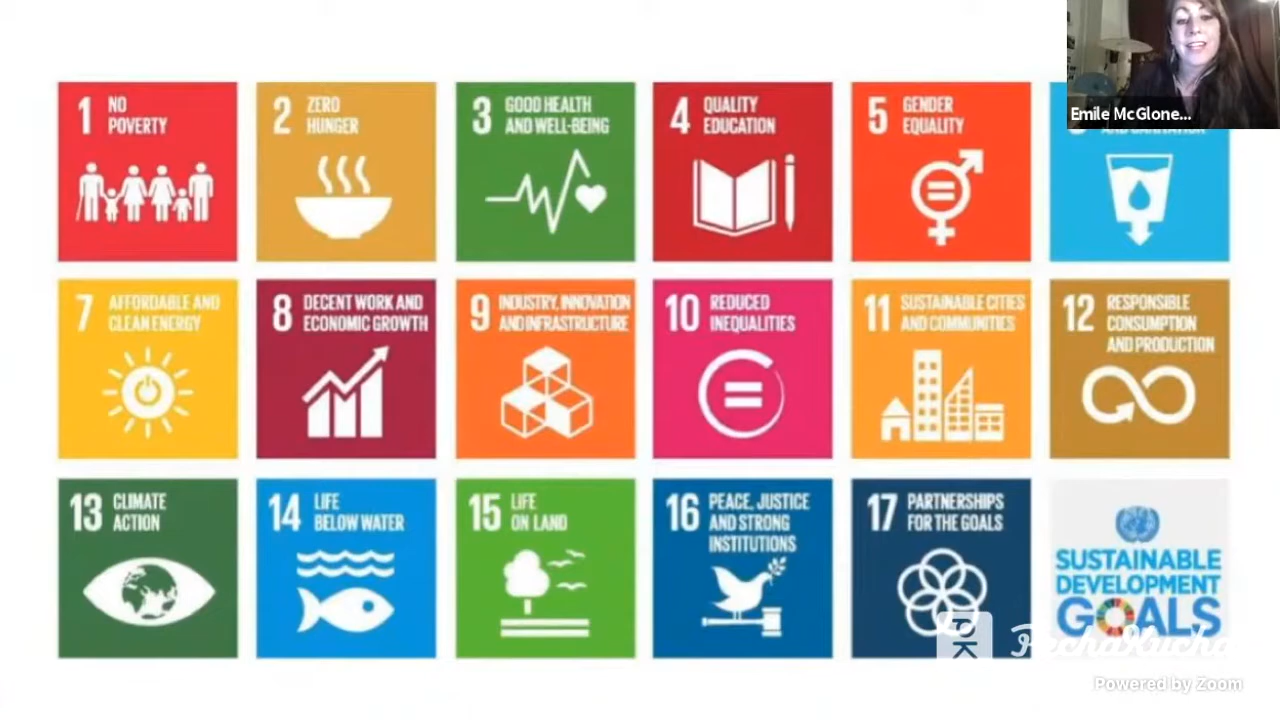 Emile McGlone...
1 NO
POVERTY
2 ZERO
HUNGER
3 GOOD HEALTH
AND WELL-BEING
4 QUALITY
EDUCATION
5 GENDER
EQUALITY
AND SANITATION
7 AFFORDABLE AND
CLEAN ENERGY
8 DECENT WORK AND
ECONOMIC GROWTH
9 INDUSTRY, INNOVATION
AND INFRASTRUCTURE
10 REDUCED
INEQUALITIES
11 SUSTAINABLE CITIES
AND COMMUNITIES
12 RESPONSIBLE
CONSUMPTION
AND PRODUCTION
13 CLIMATE
ACTION
14 LIFE
BELOW WATER
15 LIFE
ON LAND
16 PEACE, JUSTICE
AND STRONG
INSTITUTIONS
17 PARTNERSHIPS
FOR THE GOALS
SUSTAINABLE
DEVELOPMENT
GOALS
PechaKucha
Powered by Zoom